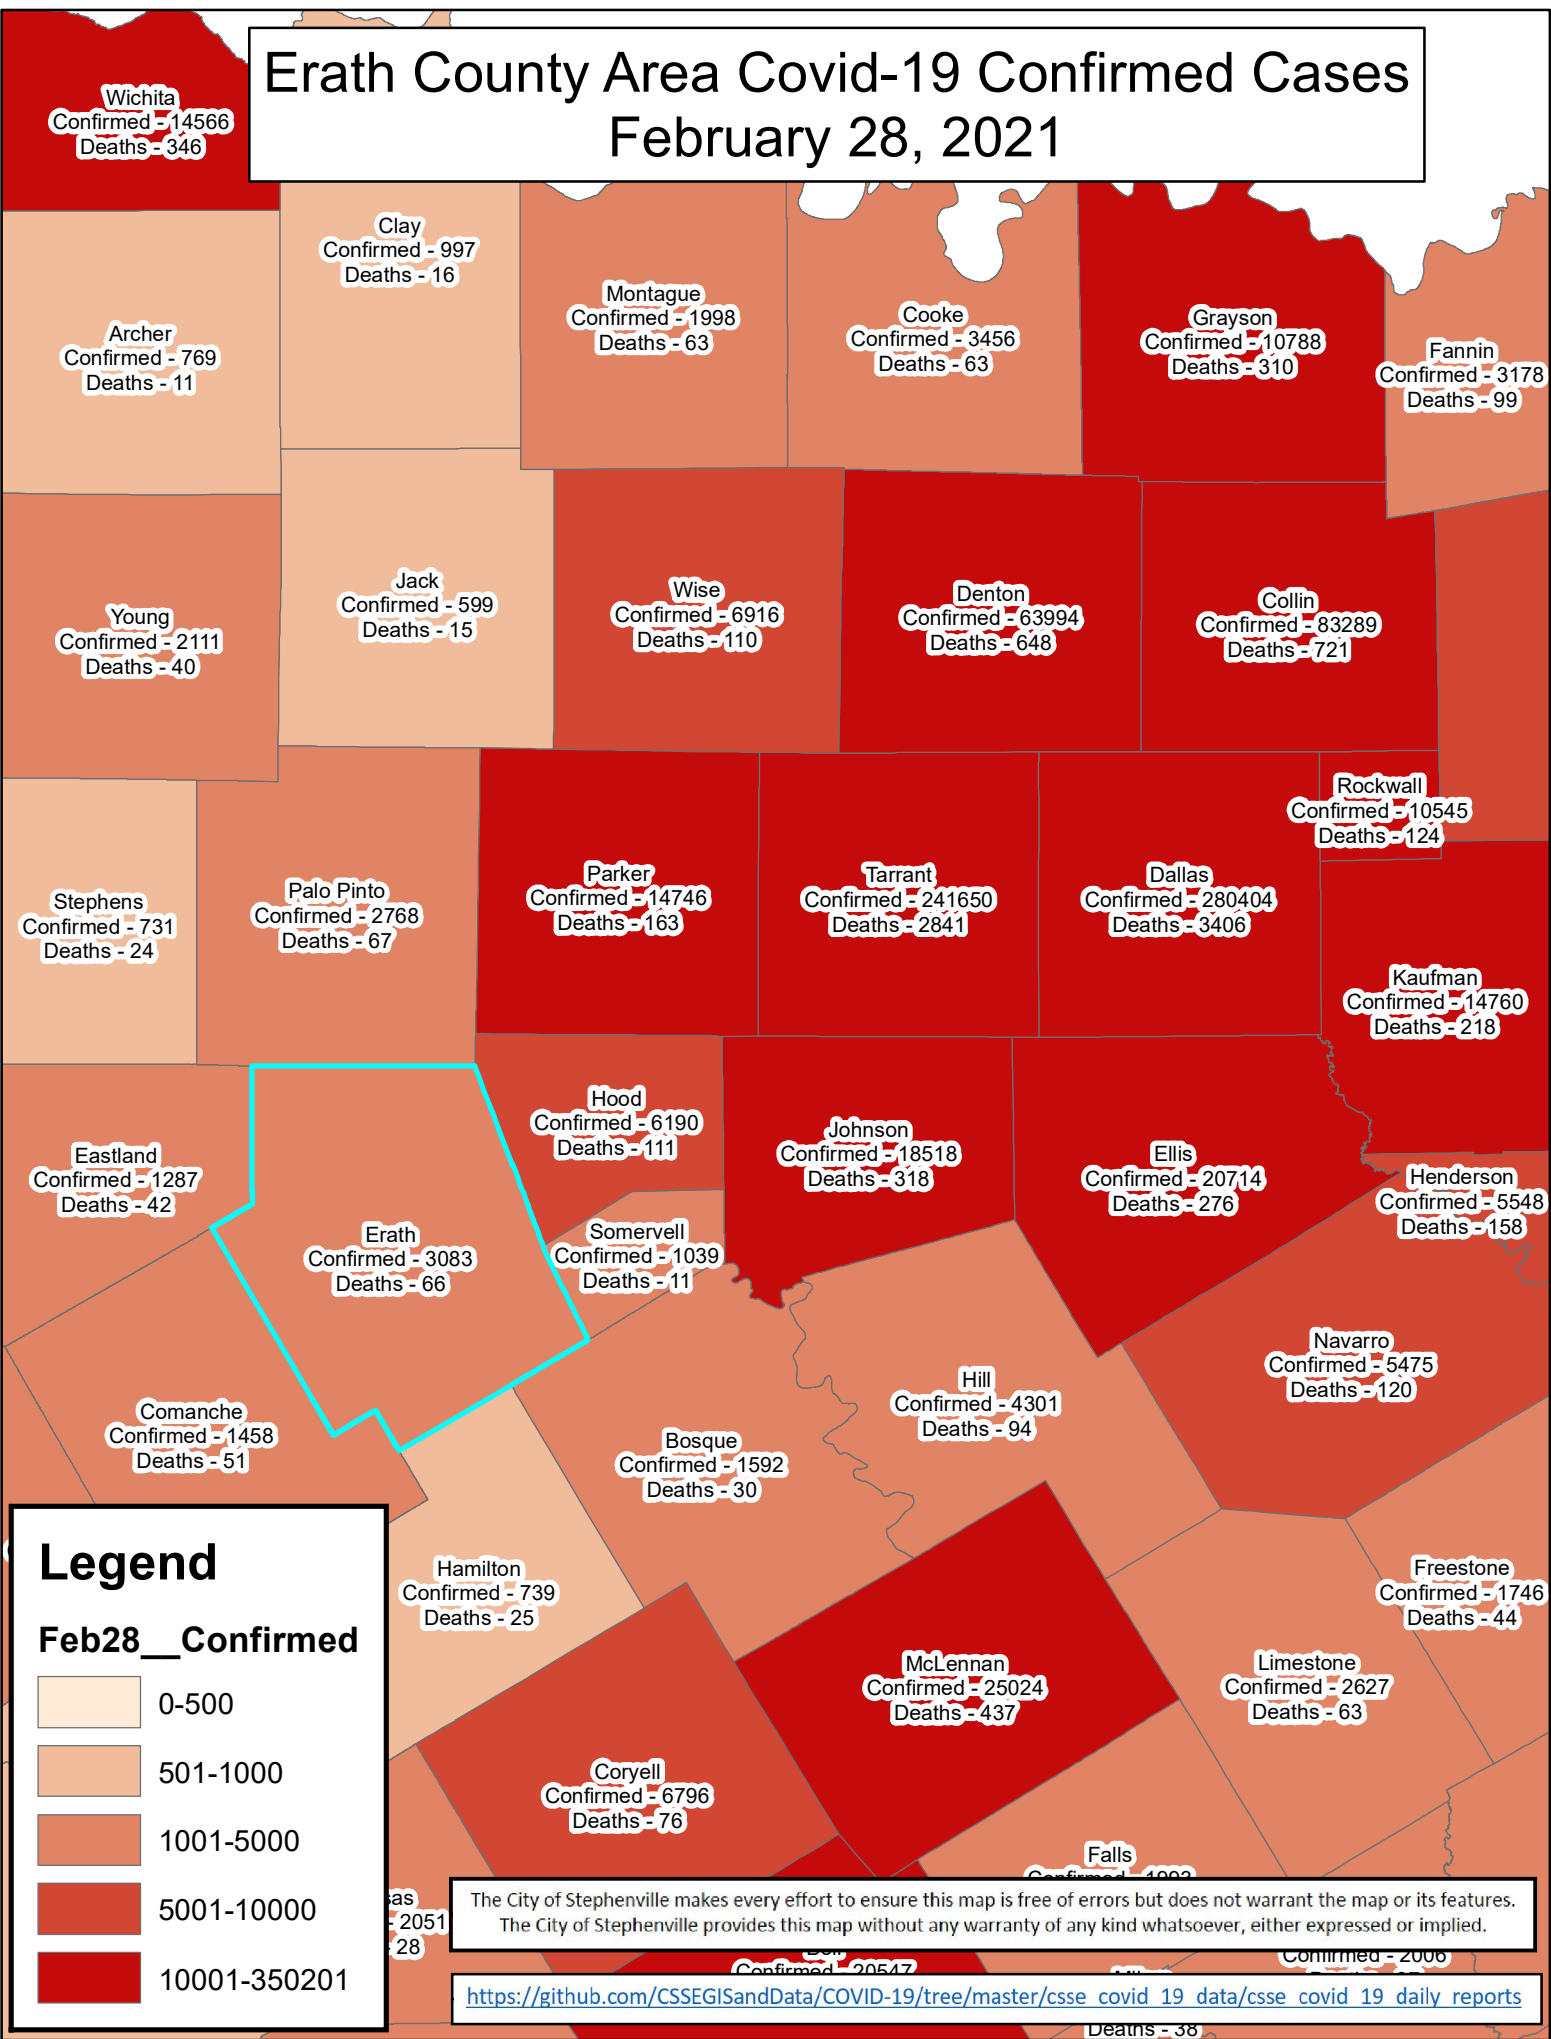 Erath County Area Covid-19 Confirmed Cases
February 28, 2021
Wichita
Confirmed - 14566
Deaths - 346
Clay
Confirmed - 997
Deaths - 16
Montague
Confirmed - 1998
Deaths - 63
Cooke
Confirmed - 3456
Deaths - 63
Grayson
Confirmed - 10788
Deaths - 310
Archer
Confirmed - 769
Deaths - 11
Fannin
Confirmed - 3178
Deaths - 99
Jack
Confirmed - 599
Deaths - 15
Wise
Confirmed - 6916
Deaths - 110
Denton
Confirmed - 63994
Deaths - 648
Collin
Confirmed - 83289
Deaths - 721
Young
Confirmed - 2111
Deaths - 40
Rockwall
Confirmed - 10545
Deaths - 124
Stephens
Confirmed - 731
Deaths - 24
Palo Pinto
Confirmed - 2768
Deaths - 67
Parker
Confirmed - 14746
Deaths - 163
Tarrant
Confirmed - 241650
Deaths - 2841
Dallas
Confirmed - 280404
Deaths - 3406
Kaufman
Confirmed - 14760
Deaths - 218
Hood
Confirmed - 6190
Deaths - 111
Johnson
Confirmed - 18518
Deaths - 318
Ellis
Confirmed - 20714
Deaths - 276
Eastland
Confirmed - 1287
Deaths - 42
Henderson
Confirmed - 5548
Deaths - 158
Erath
Confirmed - 3083
Deaths - 66
Somervell
Confirmed - 1039
Deaths - 11
Navarro
Confirmed - 5475
Deaths - 120
Hill
Confirmed - 4301
Deaths - 94
Comanche
Confirmed - 1458
Deaths - 51
Bosque
Confirmed - 1592
Deaths - 30
Hamilton
Confirmed - 739
Deaths - 25
Freestone
Confirmed - 1746
Deaths - 44
McLennan
Confirmed - 25024
Deaths - 437
Limestone
Confirmed - 2627
Deaths - 63
Coryell
Confirmed - 6796
Deaths - 76
Falls
sas
- 2051
- 28
Confirmed - 20547
Confirmed - 2006
Deaths - 38
Legend
Feb28__Confirmed
0-500
501-1000
1001-5000
5001-10000
10001-350201
The City of Stephenville makes every effort to ensure this map is free of errors but does not warrant the map or its features.
The City of Stephenville provides this map without any warranty of any kind whatsoever, either expressed or implied.
https://github.com/CSSEGISandData/COVID-19/tree/master/csse_covid_19_data/csse_covid_19_daily_reports